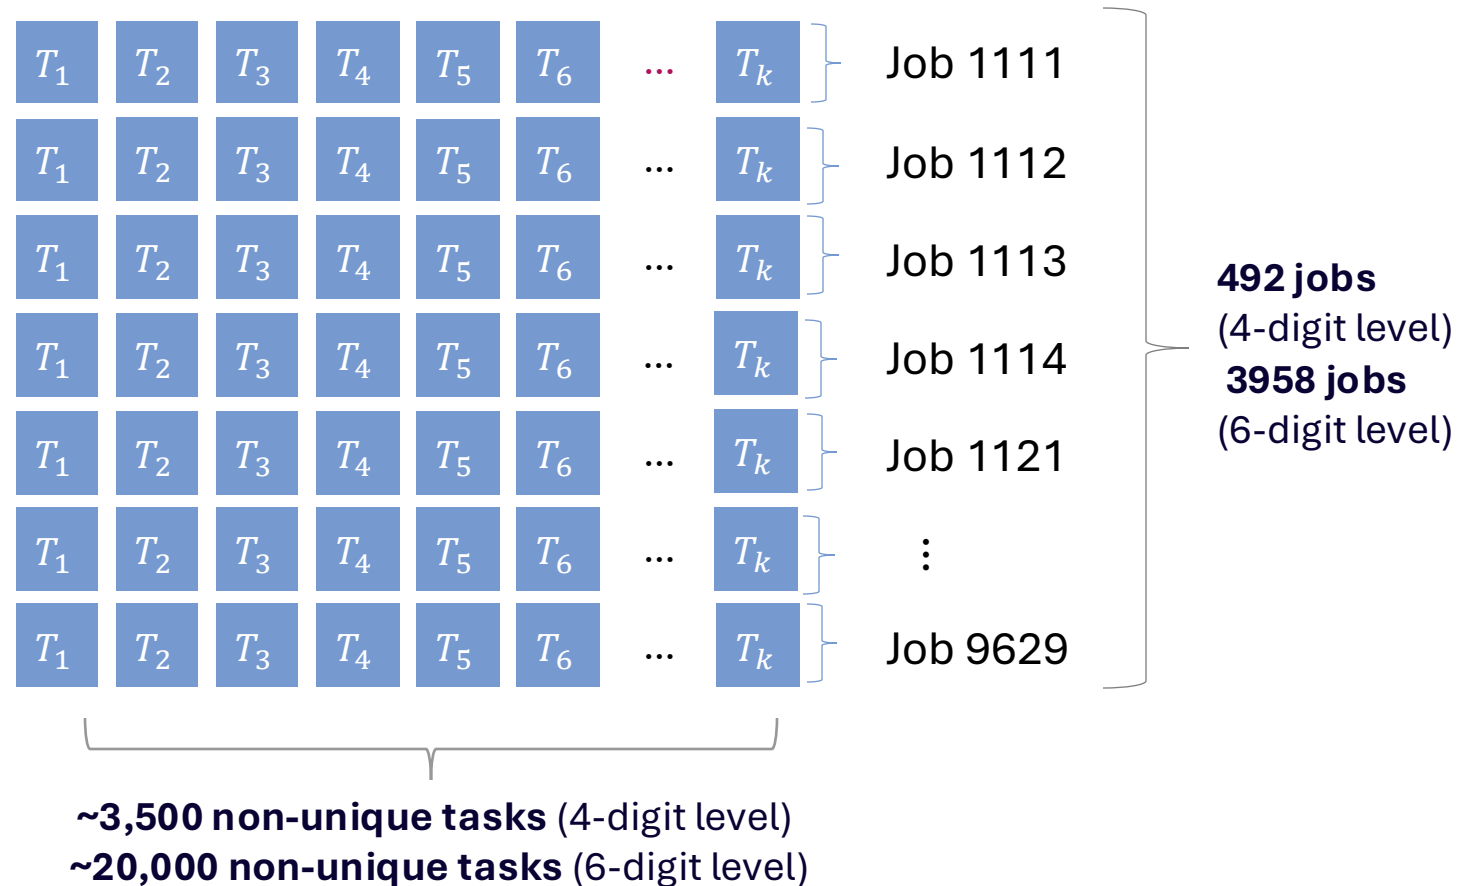 T₁ T₂ T₃ T₄ T₅ T₆ ... Tₖ Job 1111
T₁ T₂ T₃ T₄ T₅ T₆ ... Tₖ Job 1112
T₁ T₂ T₃ T₄ T₅ T₆ ... Tₖ Job 1113
T₁ T₂ T₃ T₄ T₅ T₆ ... Tₖ Job 1114
T₁ T₂ T₃ T₄ T₅ T₆ ... Tₖ Job 1121
T₁ T₂ T₃ T₄ T₅ T₆ ... Tₖ ⋮
T₁ T₂ T₃ T₄ T₅ T₆ ... Tₖ Job 9629
492 jobs
(4-digit level)
3958 jobs
(6-digit level)
~3,500 non-unique tasks (4-digit level)
~20,000 non-unique tasks (6-digit level)